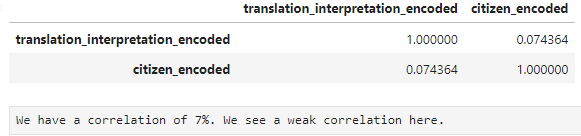 translation_interpretation_encoded citizen_encoded
translation_interpretation_encoded 1.000000 0.074364
citizen_encoded 0.074364 1.000000
We have a correlation of 7%. We see a weak correlation here.